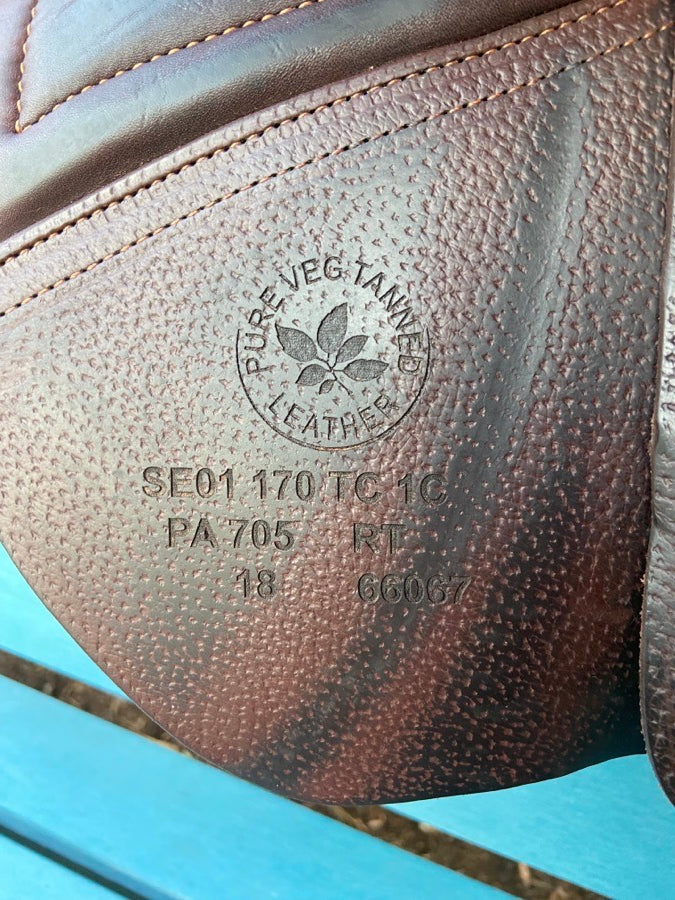 PURE VEG.TANNED
LEATHER
SE01 170 TC 1C
PA 705 RT
18 66067